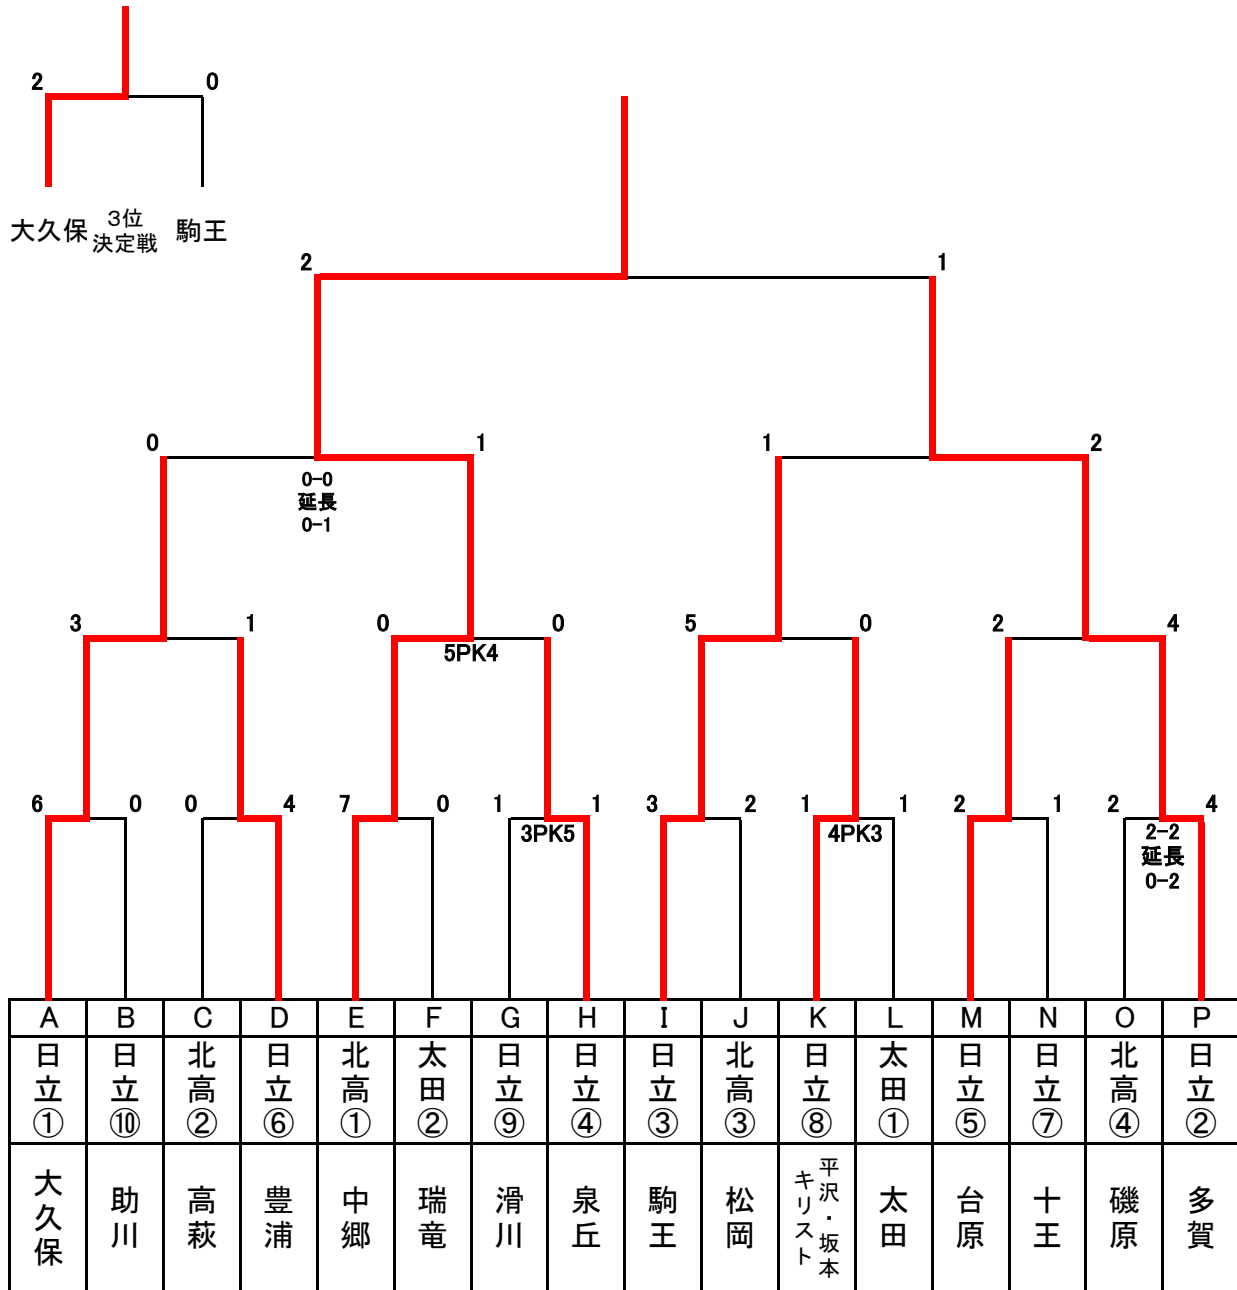 2 0
大久保 3位 決定戦 駒王
2 1
0 1 1 2
0-0
延長
0-1
3 1 0 0 5 0 2 4
5PK4
6 0 0 4 7 0 1 1 3 2 1 1 2 1 2 4
3PK5 4PK3 2-2
延長
0-2
A B C D E F G H I J K L M N O P
日立① 日立⑩ 北高② 日立⑥ 北高① 太田② 日立⑨ 日立④ 日立③ 北高③ 日立⑧ 太田① 日立⑤ 日立⑦ 北高④ 日立②
大久保 助川 高萩 豊浦 中郷 瑞竜 滑川 泉丘 駒王 松岡 平沢・坂本 キリスト 太田 台原 十王 磯原 多賀